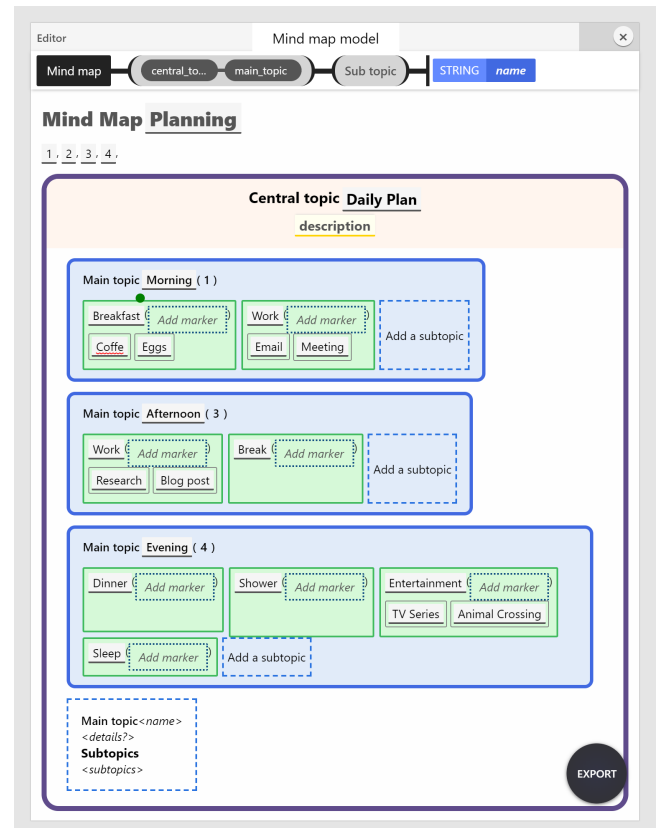 Editor
Mind map model
×
Mind map central_to... main_topic Sub topic STRING name
Mind Map Planning
1 , 2 , 3 , 4 ,
Central topic Daily Plan
description
Main topic Morning ( 1 )
Breakfast ( Add marker )
Coffe Eggs
Work ( Add marker )
Email Meeting
Add a subtopic
Main topic Afternoon ( 3 )
Work ( Add marker )
Research Blog post
Break ( Add marker )
Add a subtopic
Main topic Evening ( 4 )
Dinner ( Add marker )
Shower ( Add marker )
Entertainment ( Add marker )
TV Series Animal Crossing
Sleep ( Add marker )
Add a subtopic
Main topic<name>
<details?>
Subtopics
<subtopics>
EXPORT